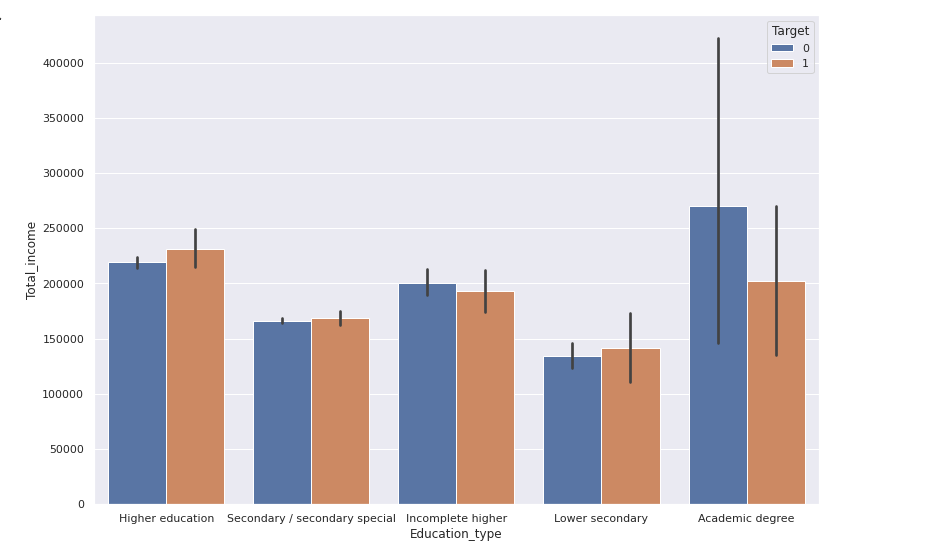 Target
0
1
400000
350000
300000
250000
200000
150000
100000
50000
0
Total_income
Higher education
Secondary / secondary special
Incomplete higher
Lower secondary
Academic degree
Education_type